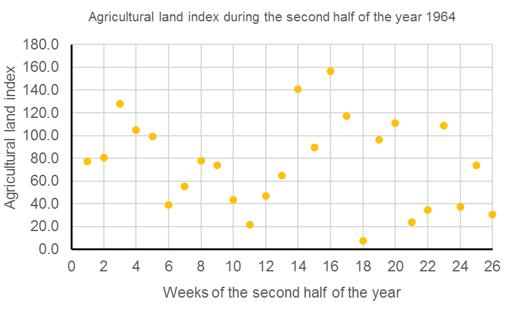 Agricultural land index during the second half of the year 1964
Agricultural land index
180.0
160.0
140.0
120.0
100.0
80.0
60.0
40.0
20.0
0.0
0 2 4 6 8 10 12 14 16 18 20 22 24 26
Weeks of the second half of the year